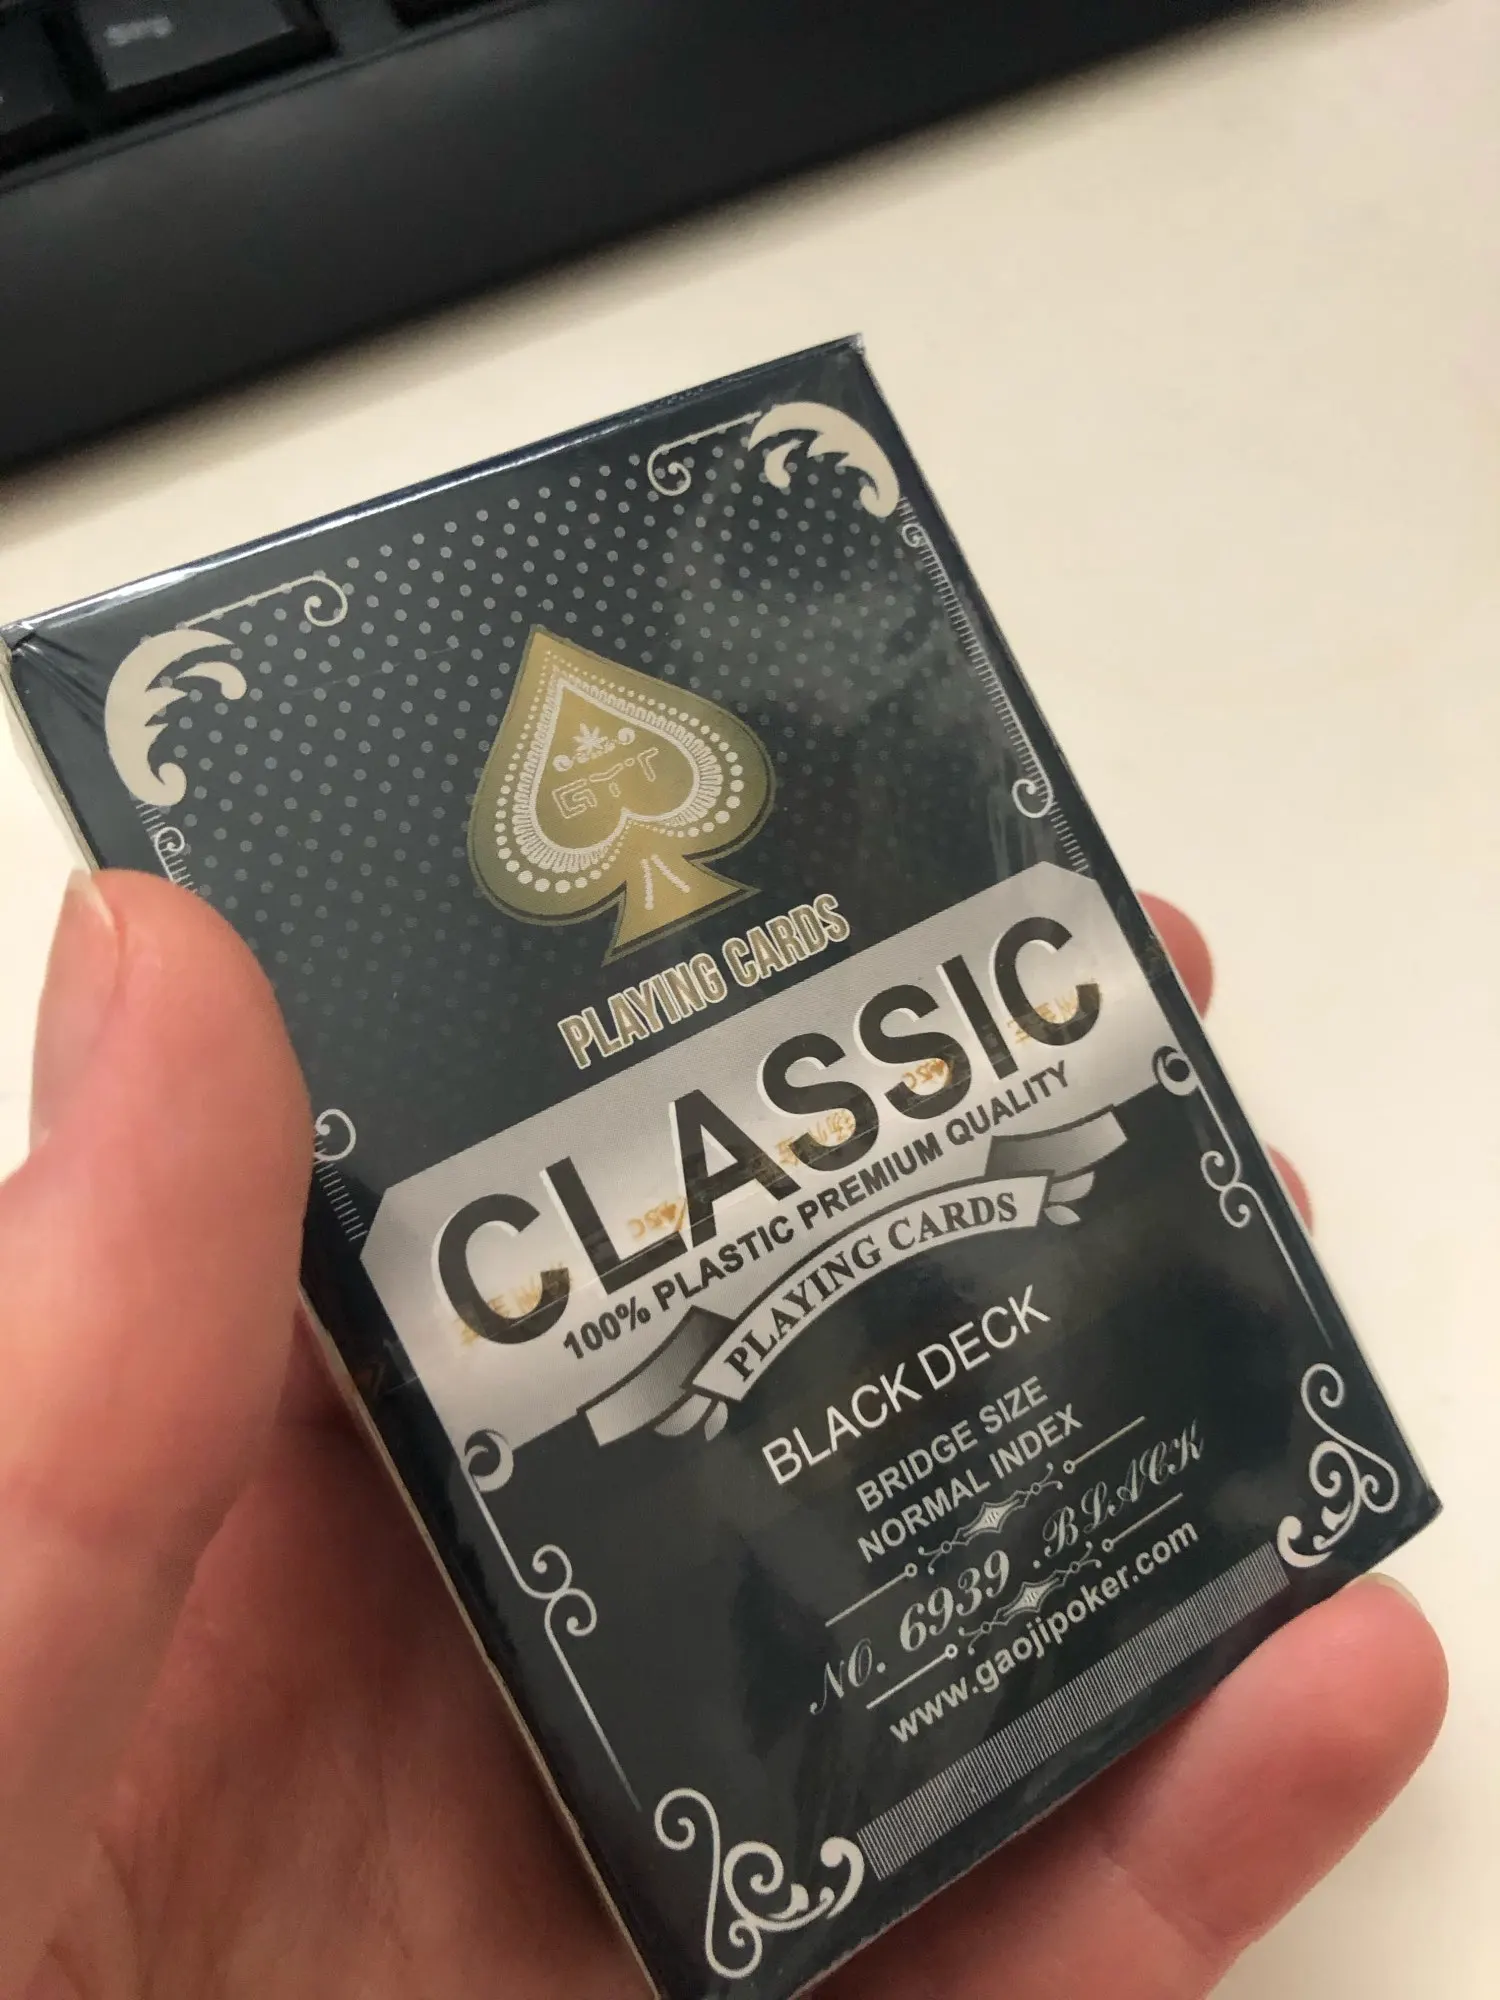 GYT
PLAYING CARDS
CLASSIC
100% PLASTIC PREMIUM QUALITY
PLAYING CARDS
BLACK DECK
BRIDGE SIZE
NORMAL INDEX
NO. 6939 .BLACK
www.gaojipoker.com